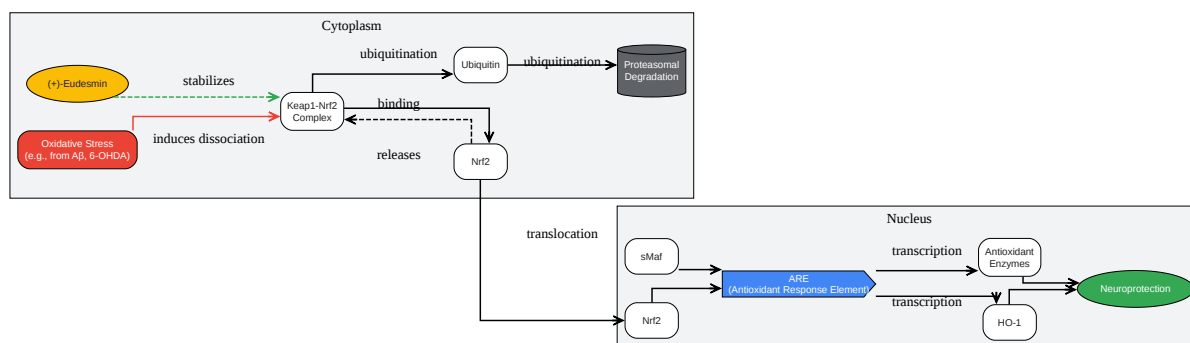 Cytoplasm
ubiquitination
Ubiquitin
ubiquitination
Proteasomal
Degradation
(+)-Eudesmin
stabilizes
Keap1-Nrf2
Complex
binding
Oxidative Stress
(e.g., from Aβ, 6-OHDA)
induces dissociation
releases
Nrf2
translocation
Nucleus
sMaf
transcription
Antioxidant
Enzymes
ARE
(Antioxidant Response Element)
Neuroprotection
transcription
Nrf2
HO-1